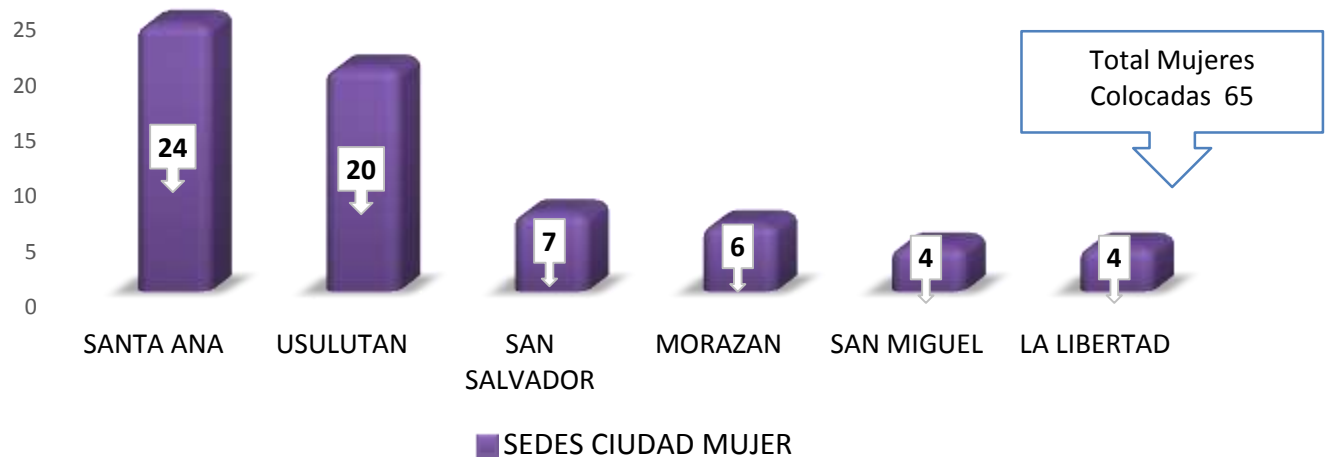 25
20
15
10
5
0
24
20
7
6
4
4
Total Mujeres
Colocadas 65
SANTA ANA
USULUTAN
SAN
SALVADOR
MORAZAN
SAN MIGUEL
LA LIBERTAD
SEDES CIUDAD MUJER